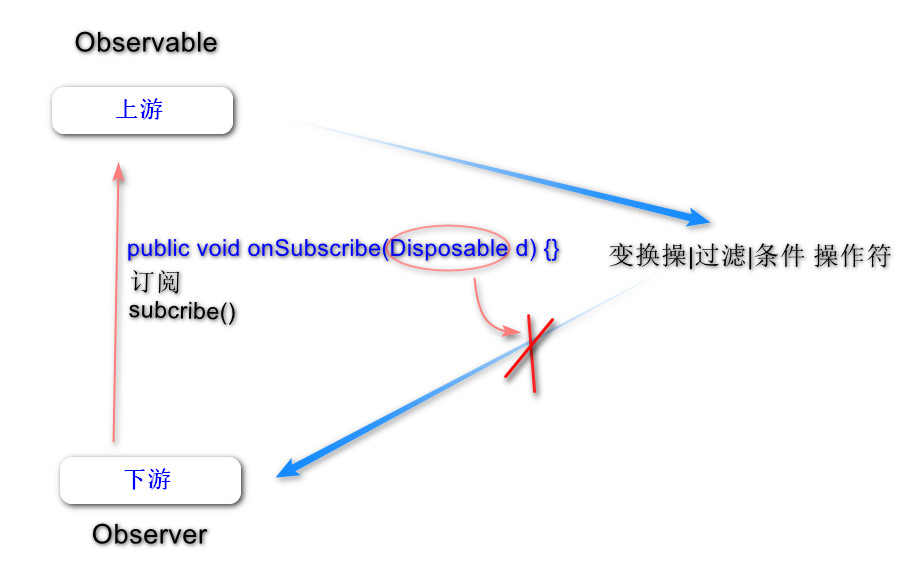 Observable
上游
public void onSubscribe(Disposable d) {}
订阅
subcribe()
变换操|过滤|条件 操作符
下游
Observer